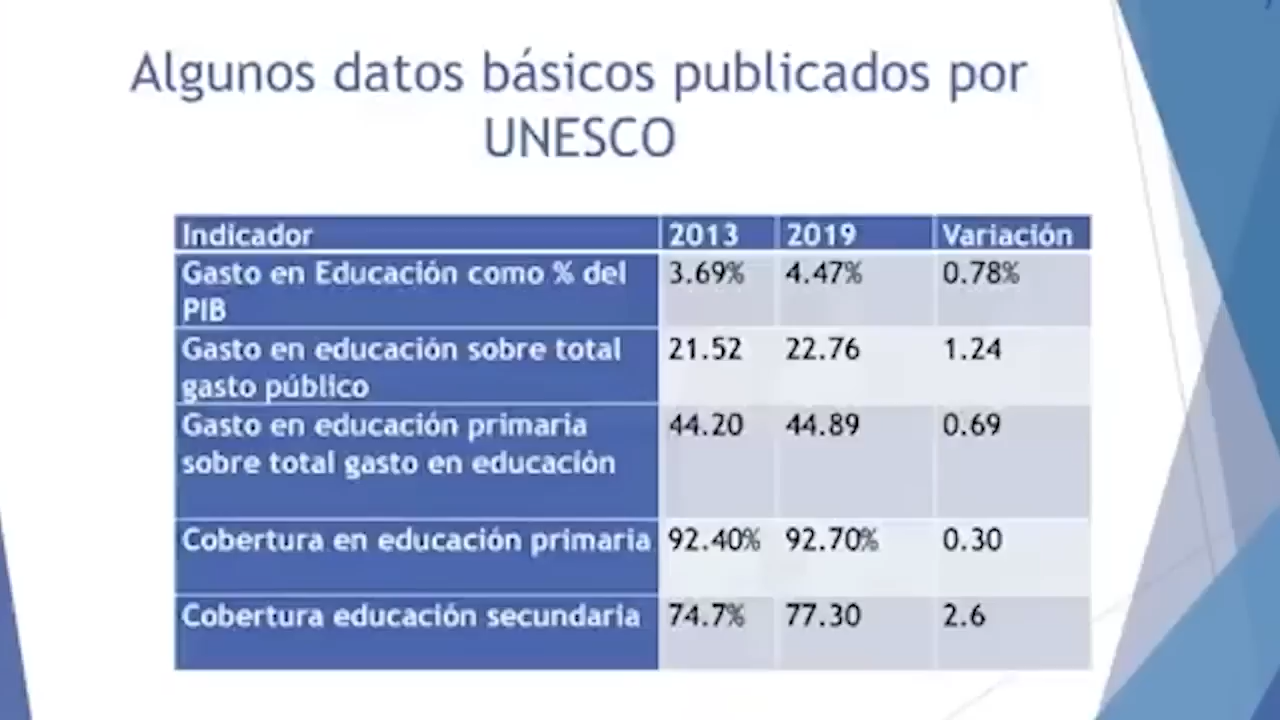 Algunos datos básicos publicados por
UNESCO
Indicador 2013 2019 Variación
Gasto en Educación como % del 3.69% 4.47% 0.78%
PIB
Gasto en educación sobre total 21.52 22.76 1.24
gasto público
Gasto en educación primaria 44.20 44.89 0.69
sobre total gasto en educación
Cobertura en educación primaria 92.40% 92.70% 0.30
Cobertura educación secundaria 74.7% 77.30 2.6